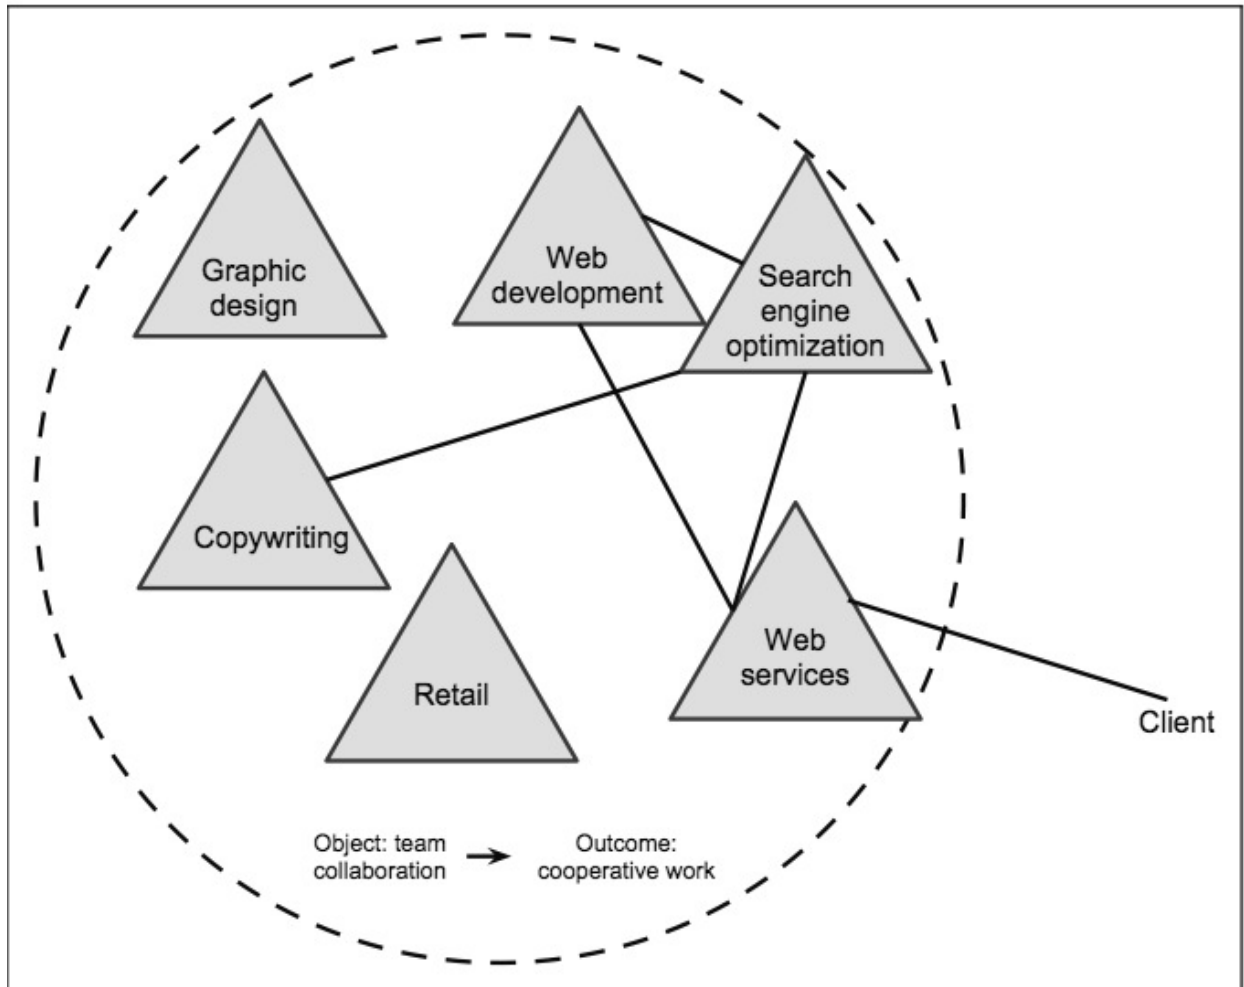 Graphic
design
Web
development
Search
engine
optimization
Copywriting
Retail
Web
services
Client
Object: team
collaboration
Outcome:
cooperative work